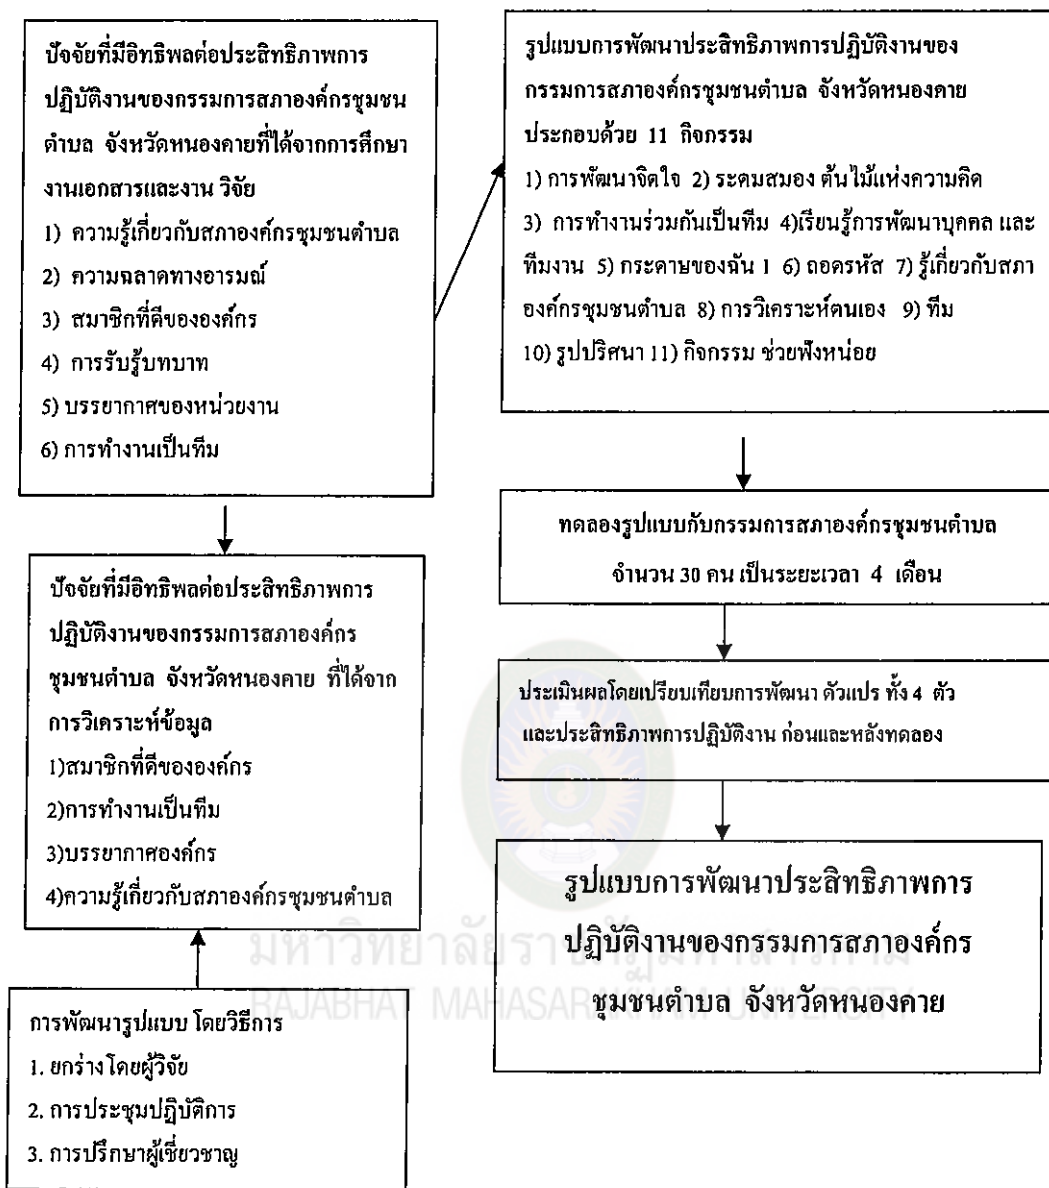 ปัจจัยที่มีอิทธิพลต่อประสิทธิภาพการ
ปฏิบัติงานของกรรมการสภาองค์กรชุมชน
ตำบล จังหวัดหนองคายที่ได้จากการศึกษา
งานเอกสารและงาน วิจัย
1) ความรู้เกี่ยวกับสภาองค์กรชุมชนตำบล
2) ความฉลาดทางอารมณ์
3) สมาชิกที่ดีขององค์กร
4) การรับรู้บทบาท
5) บรรยากาศของหน่วยงาน
6) การทำงานเป็นทีม
ปัจจัยที่มีอิทธิพลต่อประสิทธิภาพการ
ปฏิบัติงานของกรรมการสภาองค์กร
ชุมชนตำบล จังหวัดหนองคาย ที่ได้จาก
การวิเคราะห์ข้อมูล
1)สมาชิกที่ดีขององค์กร
2)การทำงานเป็นทีม
3)บรรยากาศองค์กร
4)ความรู้เกี่ยวกับสภาองค์กรชุมชนตำบล
การพัฒนารูปแบบ โดยวิธีการ
1. ยกร่างโดยผู้วิจัย
2. การประชุมปฏิบัติการ
3. การปรึกษาผู้เชี่ยวชาญ
รูปแบบการพัฒนาประสิทธิภาพการปฏิบัติงานของ
กรรมการสภาองค์กรชุมชนตำบล จังหวัดหนองคาย
ประกอบด้วย 11 กิจกรรม
1) การพัฒนาจิตใจ 2) ระดมสมอง ต้นไม้แห่งความคิด
3) การทำงานร่วมกันเป็นทีม 4)เรียนรู้การพัฒนาบุคคล และ
ทีมงาน 5) กระดาษของฉัน 1 6) ถอดรหัส 7) รู้เกี่ยวกับสภา
องค์กรชุมชนตำบล 8) การวิเคราะห์ตนเอง 9) ทีม
10) รูปปริศนา 11) กิจกรรม ช่วยฟังหน่อย
ทดลองรูปแบบกับกรรมการสภาองค์กรชุมชนตำบล
จำนวน 30 คน เป็นระยะเวลา 4 เดือน
ประเมินผลโดยเปรียบเทียบการพัฒนา ตัวแปร ทั้ง 4 ตัว
และประสิทธิภาพการปฏิบัติงาน ก่อนและหลังทดลอง
รูปแบบการพัฒนาประสิทธิภาพการ
ปฏิบัติงานของกรรมการสภาองค์กร
ชุมชนตำบล จังหวัดหนองคาย
มหาวิทยาลัยราชภัฏมหาสารคาม
RAJABHAT MAHASARAKHAM UNIVERSITY